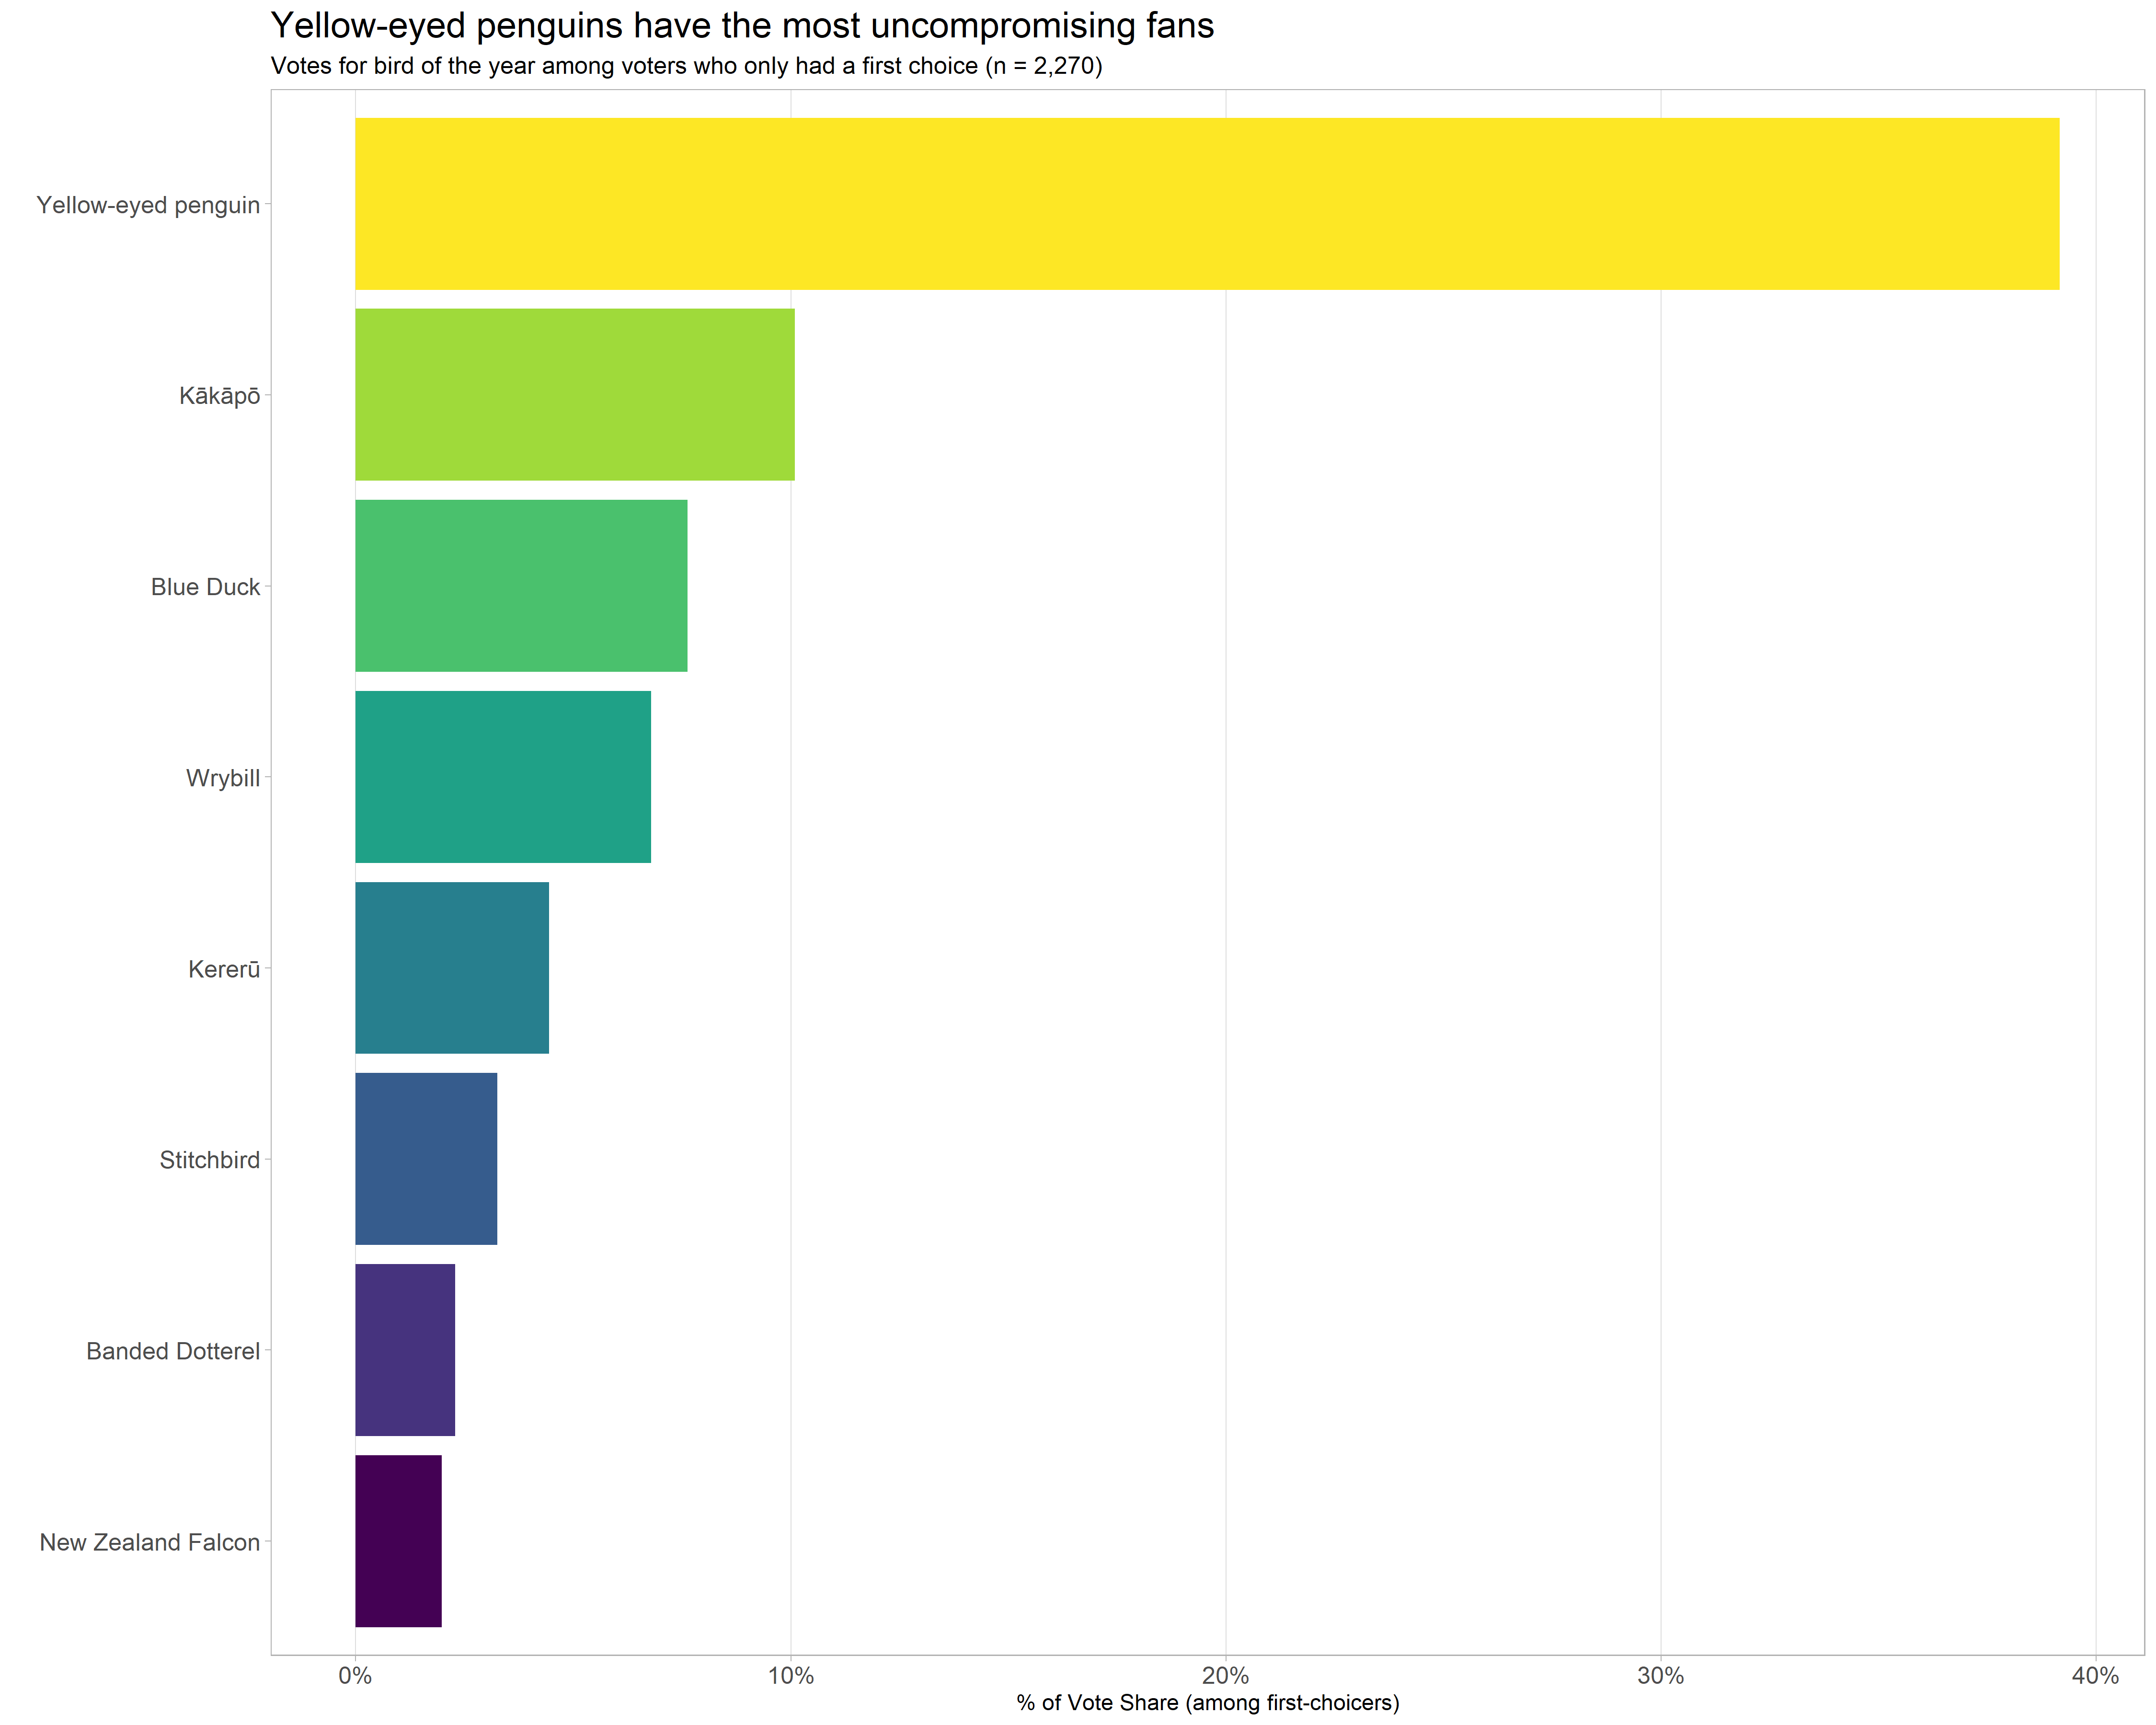 Yellow-eyed penguins have the most uncompromising fans
Votes for bird of the year among voters who only had a first choice (n = 2,270)
Yellow-eyed penguin
Kākāpō
Blue Duck
Wrybill
Kererū
Stitchbird
Banded Dotterel
New Zealand Falcon
0% 10% 20% 30% 40%
% of Vote Share (among first-choicers)